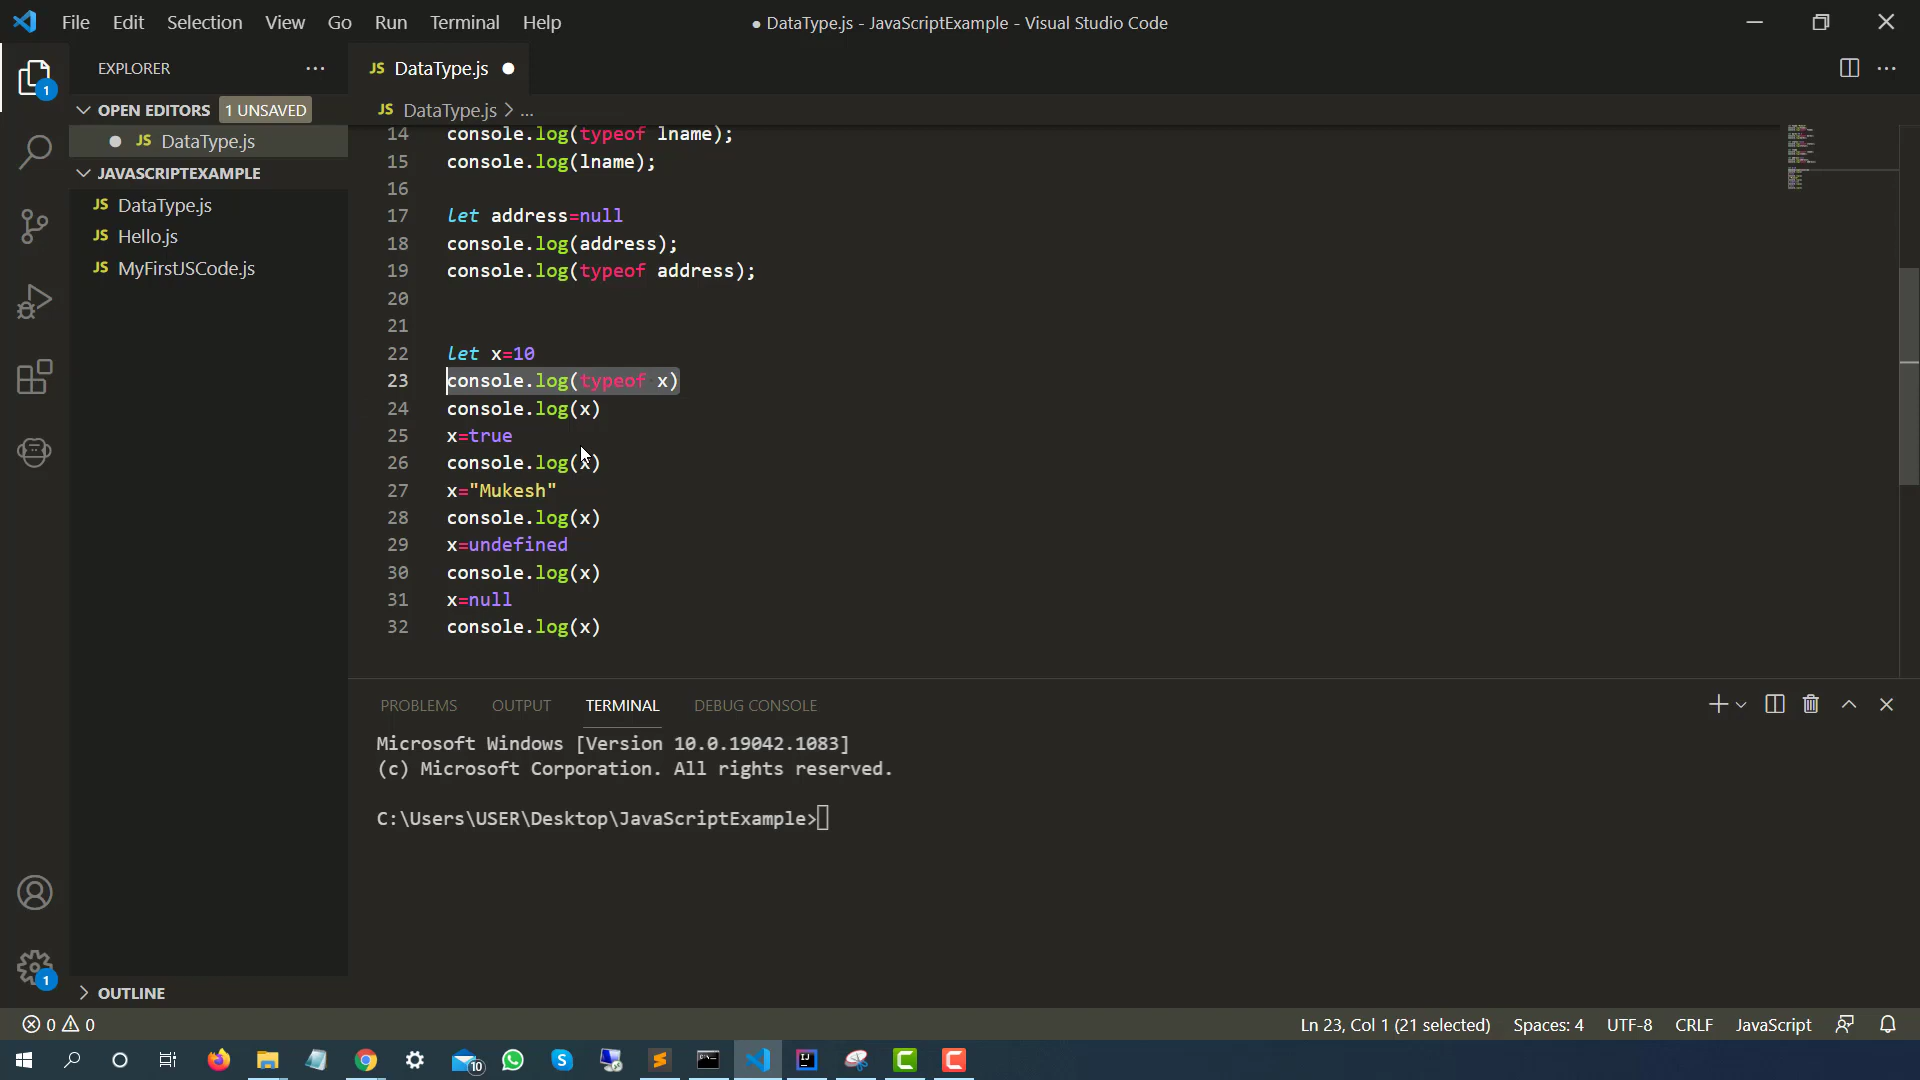 File Edit Selection View Go Run Terminal Help
● DataType.js - JavaScriptExample - Visual Studio Code
EXPLORER
JS DataType.js
1
OPEN EDITORS 1 UNSAVED
JS DataType.js > ...
JS DataType.js
JAVASCRIPTEXAMPLE
JS DataType.js
JS Hello.js
JS MyFirstJSCode.js
14 console.log(typeof lname);
15 console.log(lname);
16
17 let address=null
18 console.log(address);
19 console.log(typeof address);
20
21
22 let x=10
23 console.log(typeof x)
24 console.log(x)
25 x=true
26 console.log(x)
27 x="Mukesh"
28 console.log(x)
29 x=undefined
30 console.log(x)
31 x=null
32 console.log(x)
PROBLEMS OUTPUT TERMINAL DEBUG CONSOLE
Microsoft Windows [Version 10.0.19042.1083]
(c) Microsoft Corporation. All rights reserved.
C:\Users\USER\Desktop\JavaScriptExample>
1
OUTLINE
0 0
Ln 23, Col 1 (21 selected) Spaces: 4 UTF-8 CRLF JavaScript
10